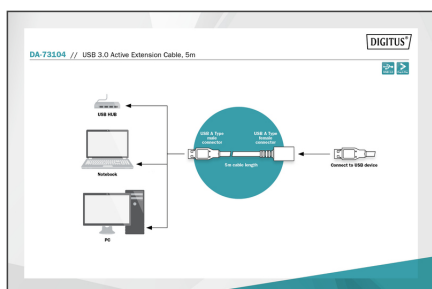 DIGITUS®
DA-73104 // USB 3.0 Active Extension Cable, 5m
USB HUB
USB A Type
male
connector
USB A Type
female
connector
5m cable length
Notebook
Connect to USB device
PC